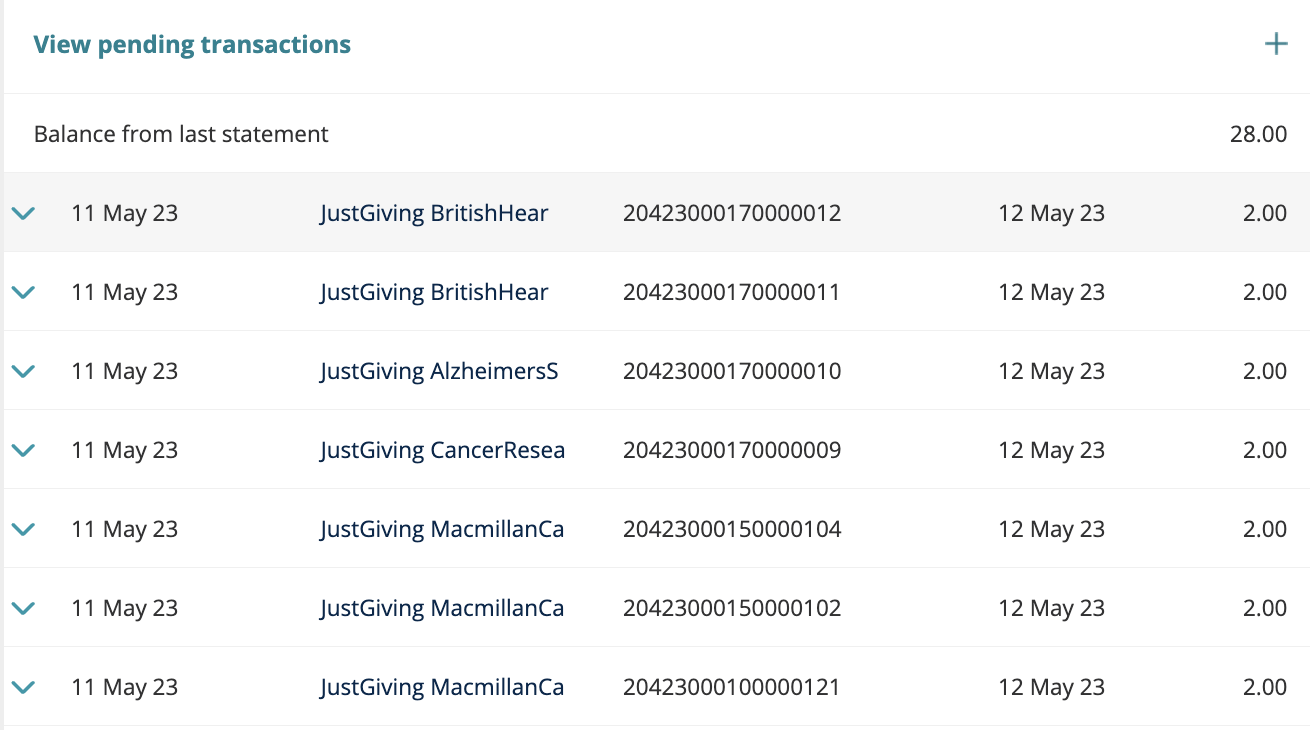 View pending transactions +
Balance from last statement 28.00
11 May 23 JustGiving BritishHear 20423000170000012 12 May 23 2.00
11 May 23 JustGiving BritishHear 20423000170000011 12 May 23 2.00
11 May 23 JustGiving AlzheimersS 20423000170000010 12 May 23 2.00
11 May 23 JustGiving CancerResea 20423000170000009 12 May 23 2.00
11 May 23 JustGiving MacmillanCa 20423000150000104 12 May 23 2.00
11 May 23 JustGiving MacmillanCa 20423000150000102 12 May 23 2.00
11 May 23 JustGiving MacmillanCa 20423000100000121 12 May 23 2.00